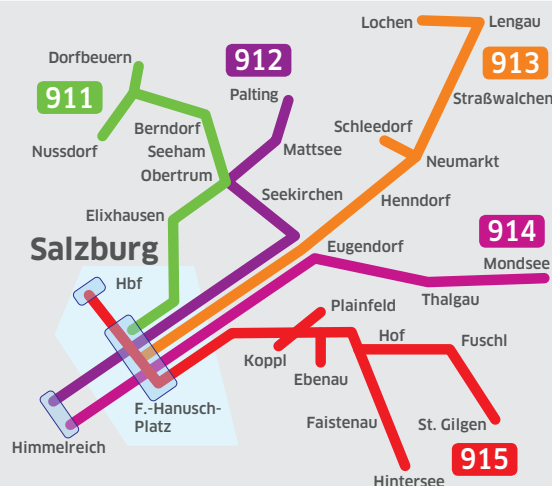 Lochen
Lengau
Dorfbeuern
912
913
911
Palting
Straßwalchen
Schleedorf
Berndorf
Nussdorf
Seeham
Mattsee
Neumarkt
Obertrum
Seekirchen
Henndorf
Elixhausen
914
Salzburg
Eugendorf
Mondsee
Hbf
Thalgau
Plainfeld
Hof
Fuschl
Koppl
Ebenau
F.-Hanusch-
Platz
Faistenau
St. Gilgen
Himmelreich
915
Hintersee